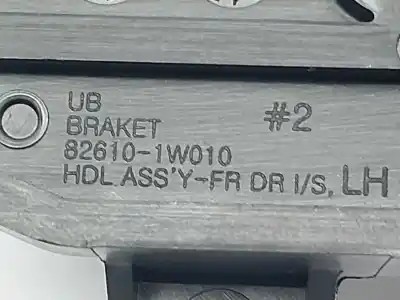 UB
BRAKET #2
82610-1W010
HDL ASS'Y-FR DR I/S, LH